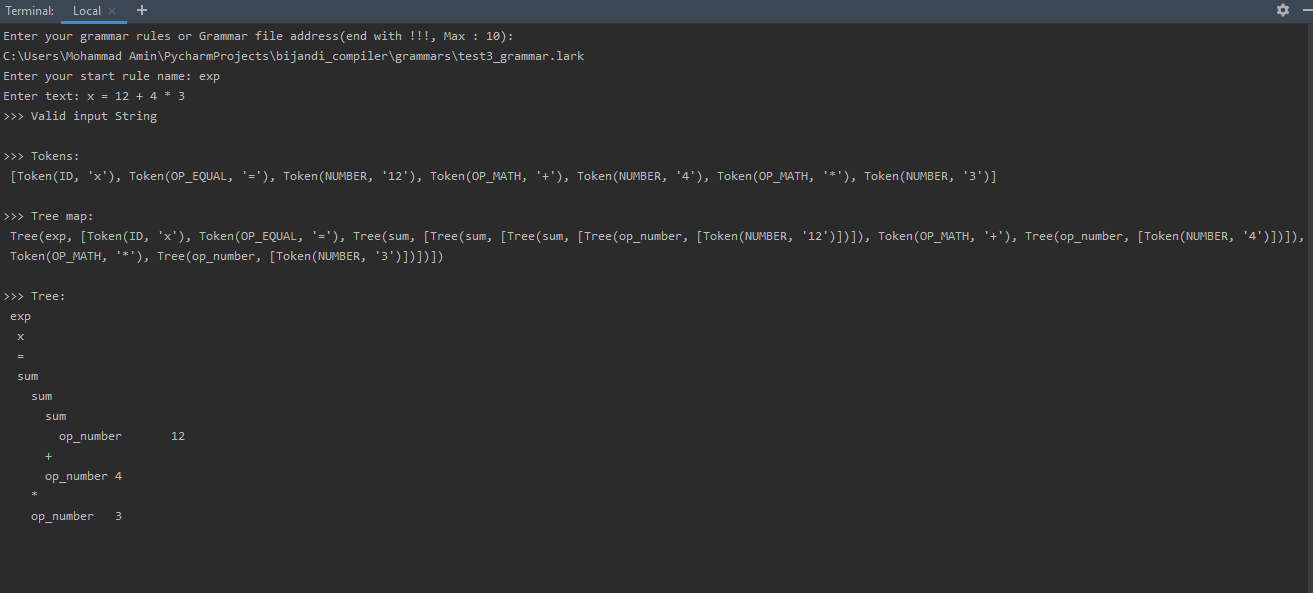 Terminal: Local × +
Enter your grammar rules or Grammar file address(end with !!!, Max : 10):
C:\Users\Mohammad Amin\PycharmProjects\bijandi_compiler\grammars\test3_grammar.lark
Enter your start rule name: exp
Enter text: x = 12 + 4 * 3
>>> Valid input String
>>> Tokens:
[Token(ID, 'x'), Token(OP_EQUAL, '='), Token(NUMBER, '12'), Token(OP_MATH, '+'), Token(NUMBER, '4'), Token(OP_MATH, '*'), Token(NUMBER, '3')]
>>> Tree map:
Tree(exp, [Token(ID, 'x'), Token(OP_EQUAL, '='), Tree(sum, [Tree(sum, [Tree(sum, [Tree(op_number, [Token(NUMBER, '12')])]), Token(OP_MATH, '+'), Tree(op_number, [Token(NUMBER, '4')])]),
Token(OP_MATH, '*'), Tree(op_number, [Token(NUMBER, '3')])])])
>>> Tree:
exp
x
=
sum
sum
sum
op_number 12
+
op_number 4
*
op_number 3